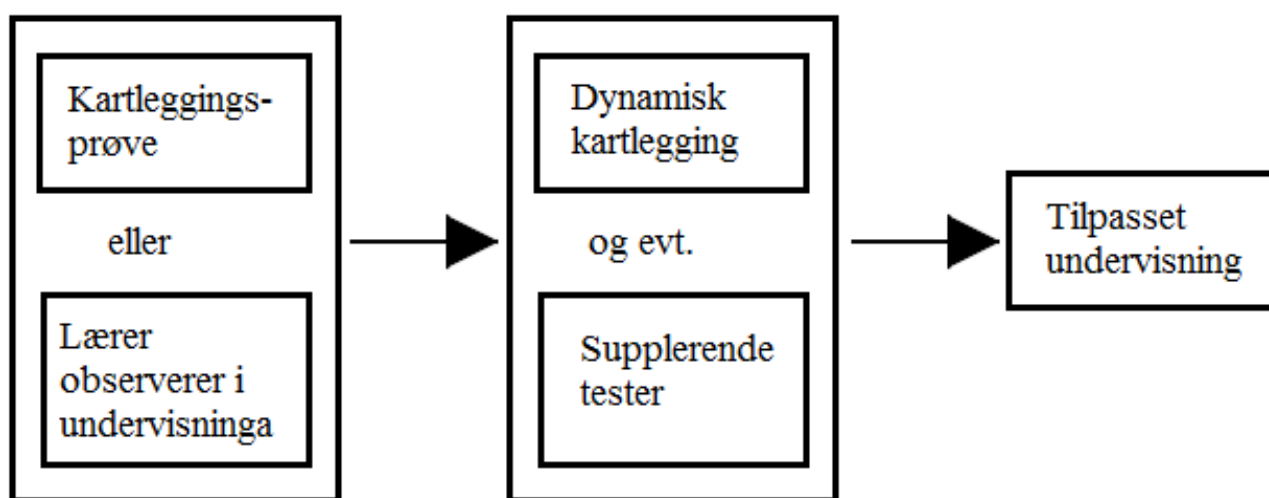 Kartleggings-
prøve
eller
Lærer
observerer i
undervisninga
Dynamisk
kartlegging
og evt.
Supplerende
tester
Tilpasset
undervisning